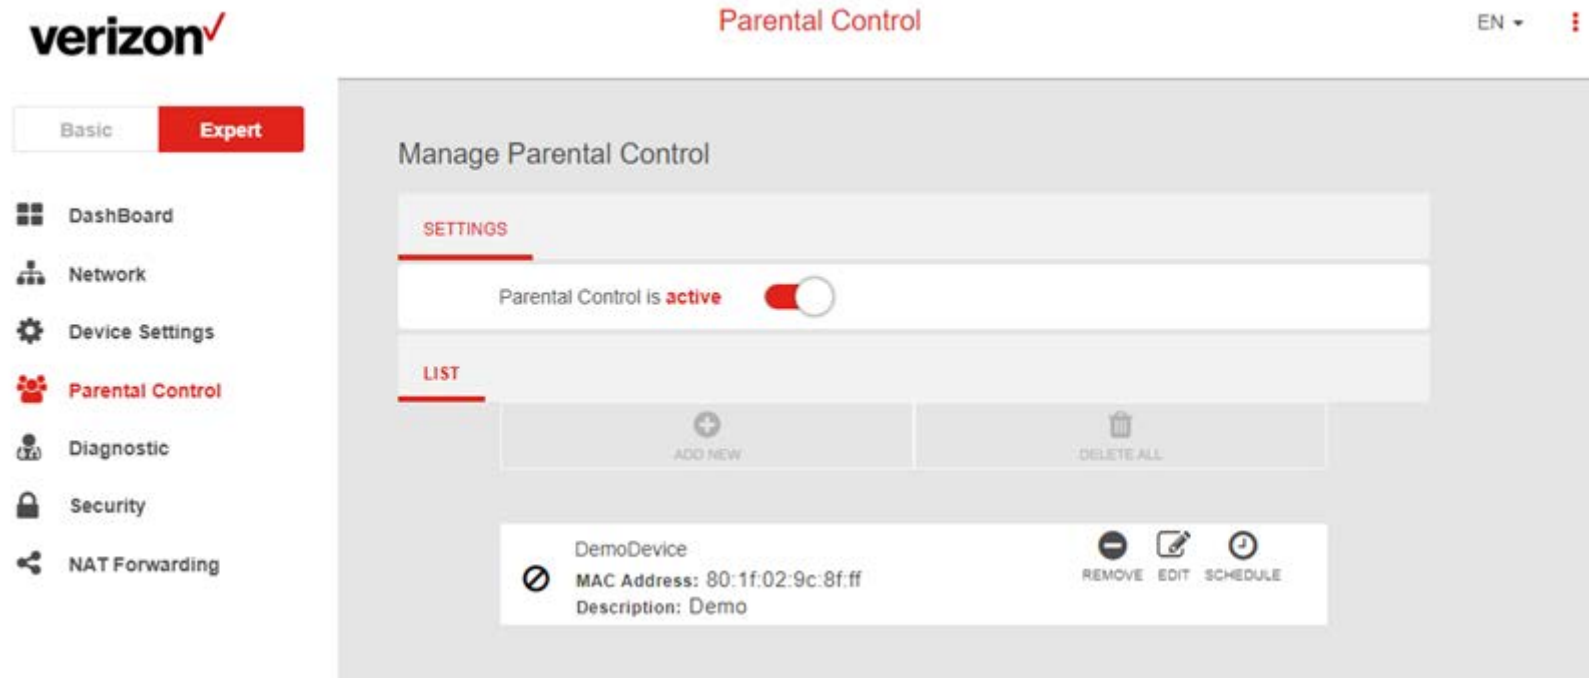 verizon
Parental Control
EN
Basic
Expert
DashBoard
Network
Device Settings
Parental Control
Diagnostic
Security
NAT Forwarding
Manage Parental Control
SETTINGS
Parental Control is active
LIST
ADD NEW
DELETE ALL
DemoDevice
MAC Address: 80:1f:02:9c:8f:ff
Description: Demo
REMOVE
EDIT
SCHEDULE